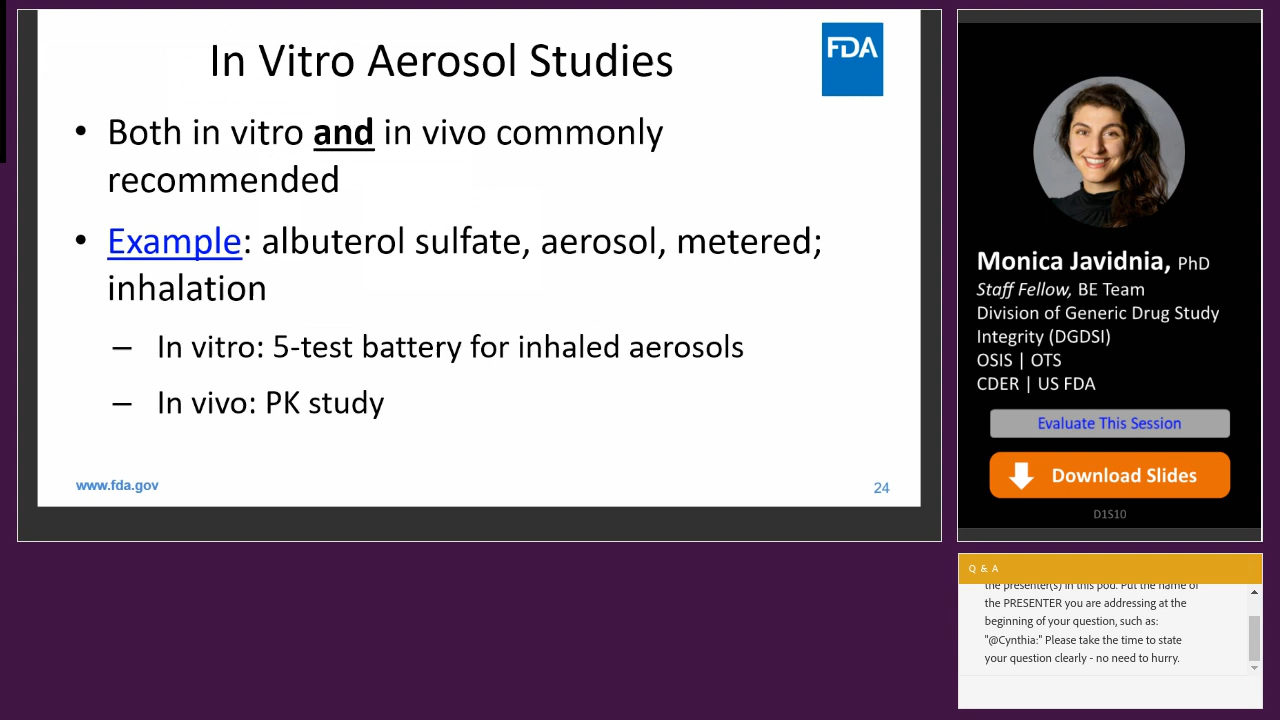 In Vitro Aerosol Studies
FDA
• Both in vitro and in vivo commonly
recommended
• Example: albuterol sulfate, aerosol, metered;
inhalation
– In vitro: 5-test battery for inhaled aerosols
– In vivo: PK study
www.fda.gov
24
Monica Javidnia, PhD
Staff Fellow, BE Team
Division of Generic Drug Study
Integrity (DGDSI)
OSIS | OTS
CDER | US FDA
Evaluate This Session
Download Slides
D1S10
Q & A
the presenter(s) in this pod. Put the name of
the PRESENTER you are addressing at the
beginning of your question, such as:
"@Cynthia:" Please take the time to state
your question clearly - no need to hurry.